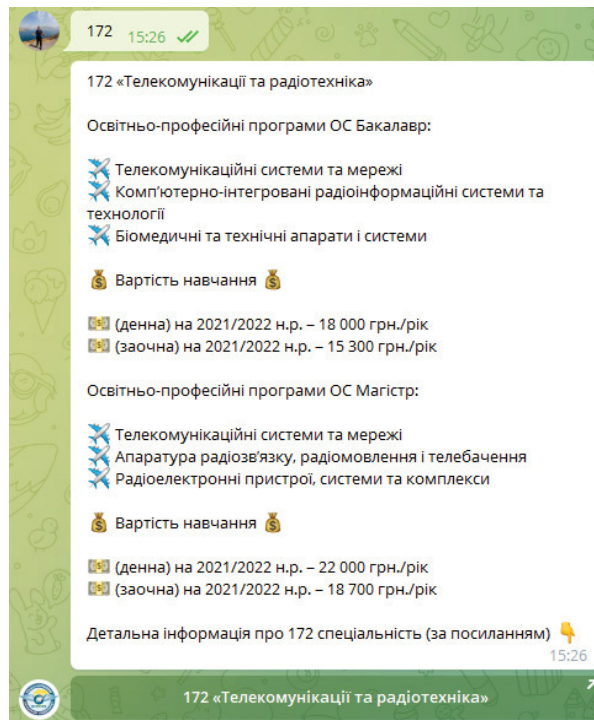 172 15:26
172 «Телекомунікації та радіотехніка»
Освітньо-професійні програми ОС Бакалавр:
Телекомунікаційні системи та мережі
Комп'ютерно-інтегровані радіоінформаційні системи та
технології
Біомедичні та технічні апарати і системи
Вартість навчання
(денна) на 2021/2022 н.р. – 18 000 грн./рік
(заочна) на 2021/2022 н.р. – 15 300 грн./рік
Освітньо-професійні програми ОС Магістр:
Телекомунікаційні системи та мережі
Апаратура радіозв'язку, радіомовлення і телебачення
Радіоелектронні пристрої, системи та комплекси
Вартість навчання
(денна) на 2021/2022 н.р. – 22 000 грн./рік
(заочна) на 2021/2022 н.р. – 18 700 грн./рік
Детальна інформація про 172 спеціальність (за посиланням)
15:26
172 «Телекомунікації та радіотехніка»